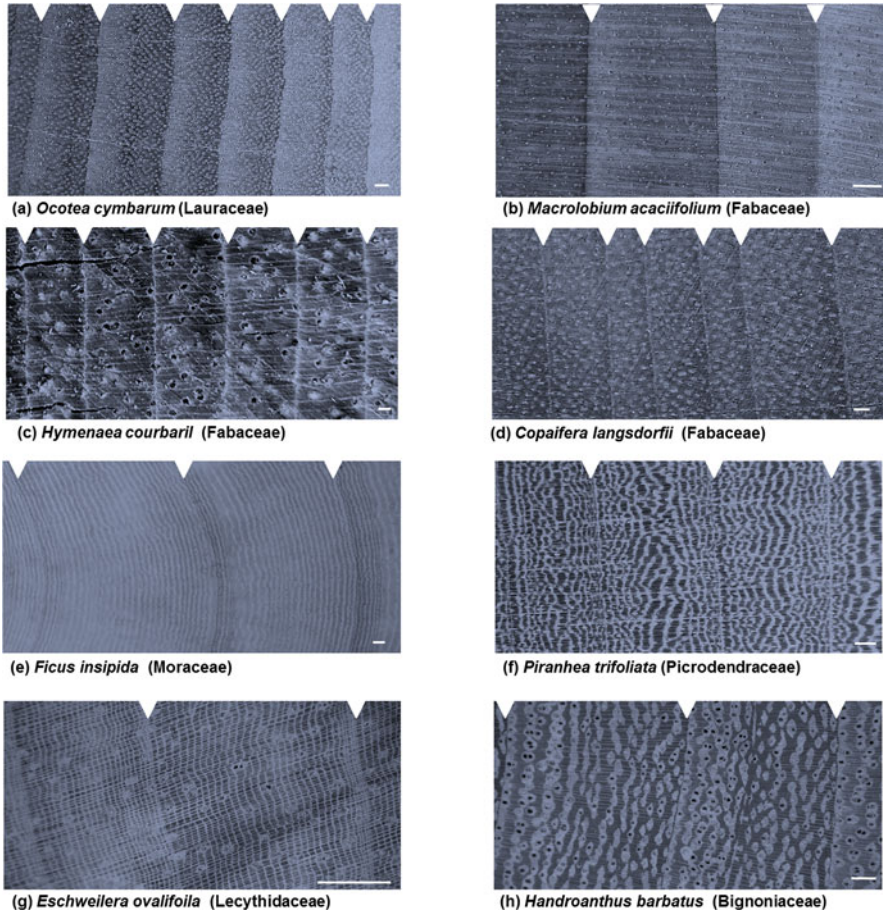 (a) Ocotea cymbarum (Lauraceae)
(b) Macrolobium acaciifolium (Fabaceae)
(c) Hymenaea courbaril (Fabaceae)
(d) Copaifera langsdorfii (Fabaceae)
(e) Ficus insipida (Moraceae)
(f) Piranhea trifoliata (Picrodendraceae)
(g) Eschweilera ovalifoila (Lecythidaceae)
(h) Handroanthus barbatus (Bignoniaceae)